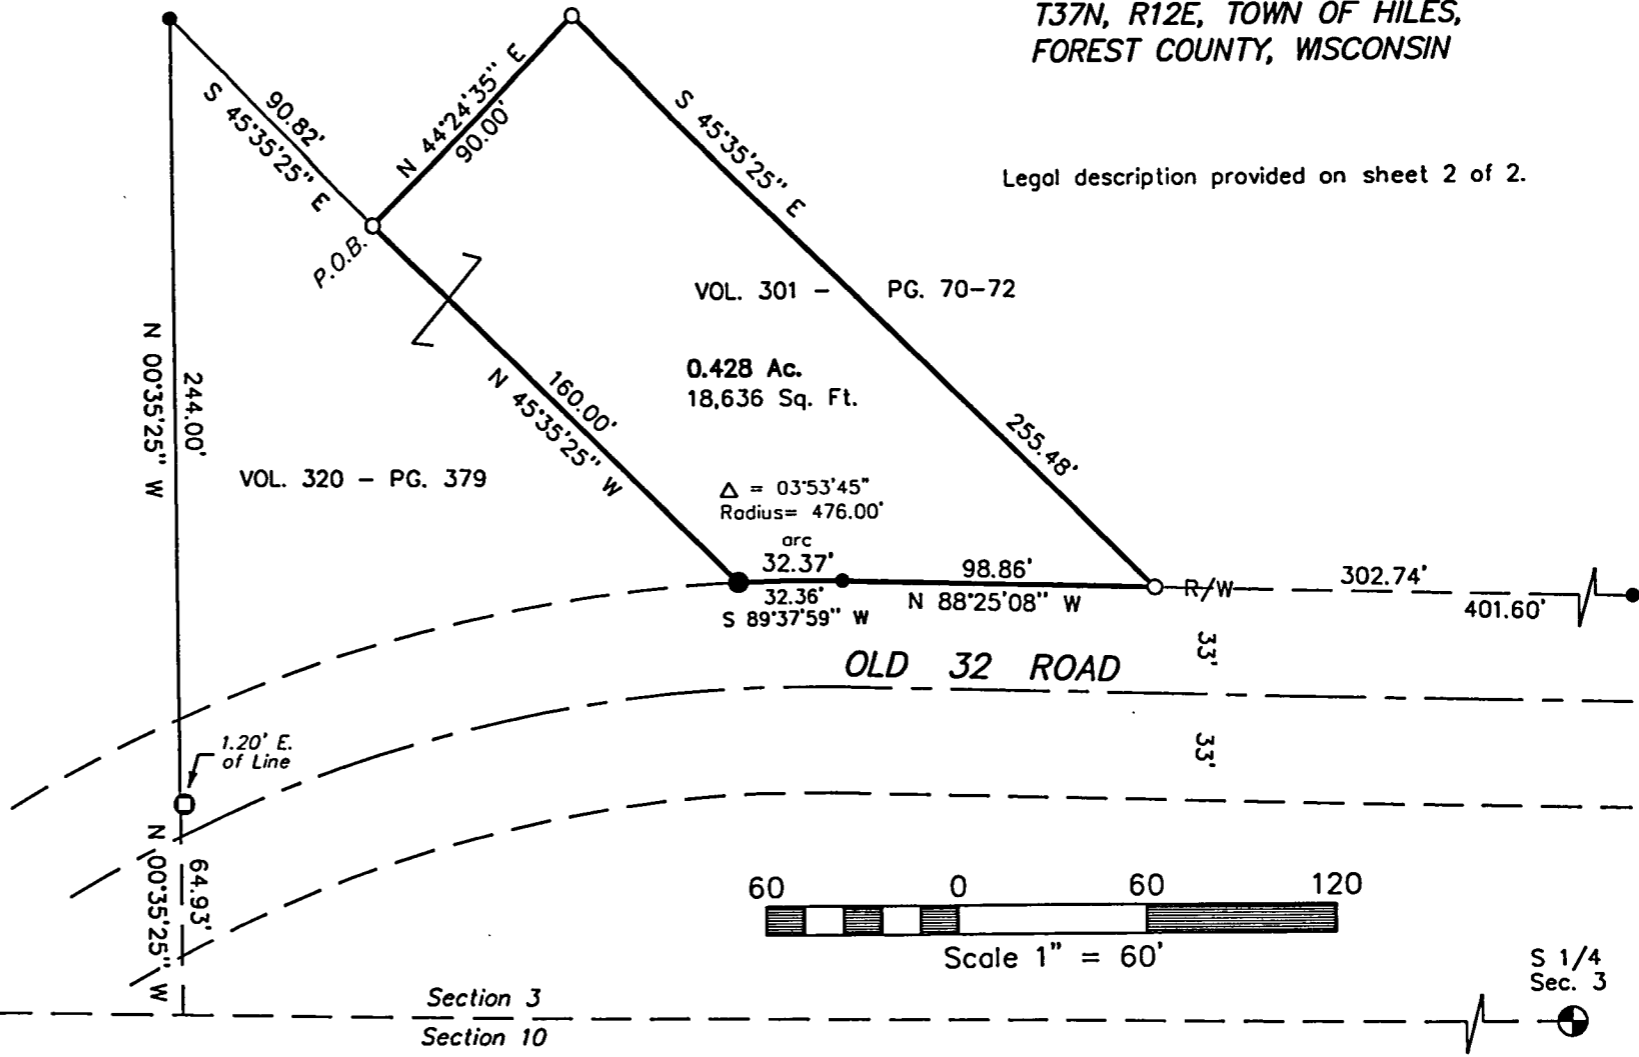 T37N, R12E, TOWN OF HILES,
FOREST COUNTY, WISCONSIN
Legal description provided on sheet 2 of 2.
90.82'
S 45°35'25" E
N 44°24'35" E
90.00'
S 45°35'25" E
255.48'
P.O.B.
VOL. 301 - PG. 70-72
0.428 Ac.
18,636 Sq. Ft.
160.00'
N 45°35'25" W
N 00°35'25" W
244.00'
VOL. 320 - PG. 379
Δ = 03°53'45"
Radius= 476.00'
arc
32.37'
32.36'
S 89°37'59" W
98.86'
N 88°25'08" W
R/W
302.74'
401.60'
33'
OLD 32 ROAD
33'
1.20' E.
of Line
N 00°35'25" W
64.93'
60 0 60 120
Scale 1" = 60'
S 1/4
Sec. 3
Section 3
Section 10